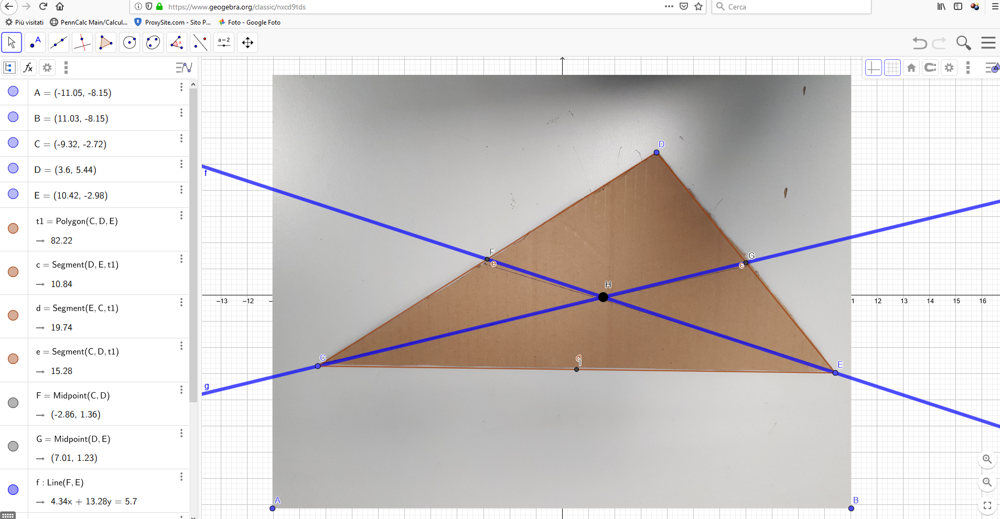 https://www.geogebra.org/classic/nxcd9tds
Cerca
Più visitati PennCalc Main/Calcul... ProxySite.com - Sito P... Foto - Google Foto
A
a=2
α
fx
A = (-11.05, -8.15)
B = (11.03, -8.15)
C = (-9.32, -2.72)
D = (3.6, 5.44)
E = (10.42, -2.98)
t1 = Polygon(C, D, E)
→ 82.22
c = Segment(D, E, t1)
→ 10.84
d = Segment(E, C, t1)
→ 19.74
e = Segment(C, D, t1)
→ 15.28
F = Midpoint(C, D)
→ (-2.86, 1.36)
G = Midpoint(D, E)
→ (7.01, 1.23)
f : Line(F, E)
→ 4.34x + 13.28y = 5.7
D
f
F
e
G
c
H
−13 −12 1 12 13 14 15 16
C
d
I
E
g
A
B